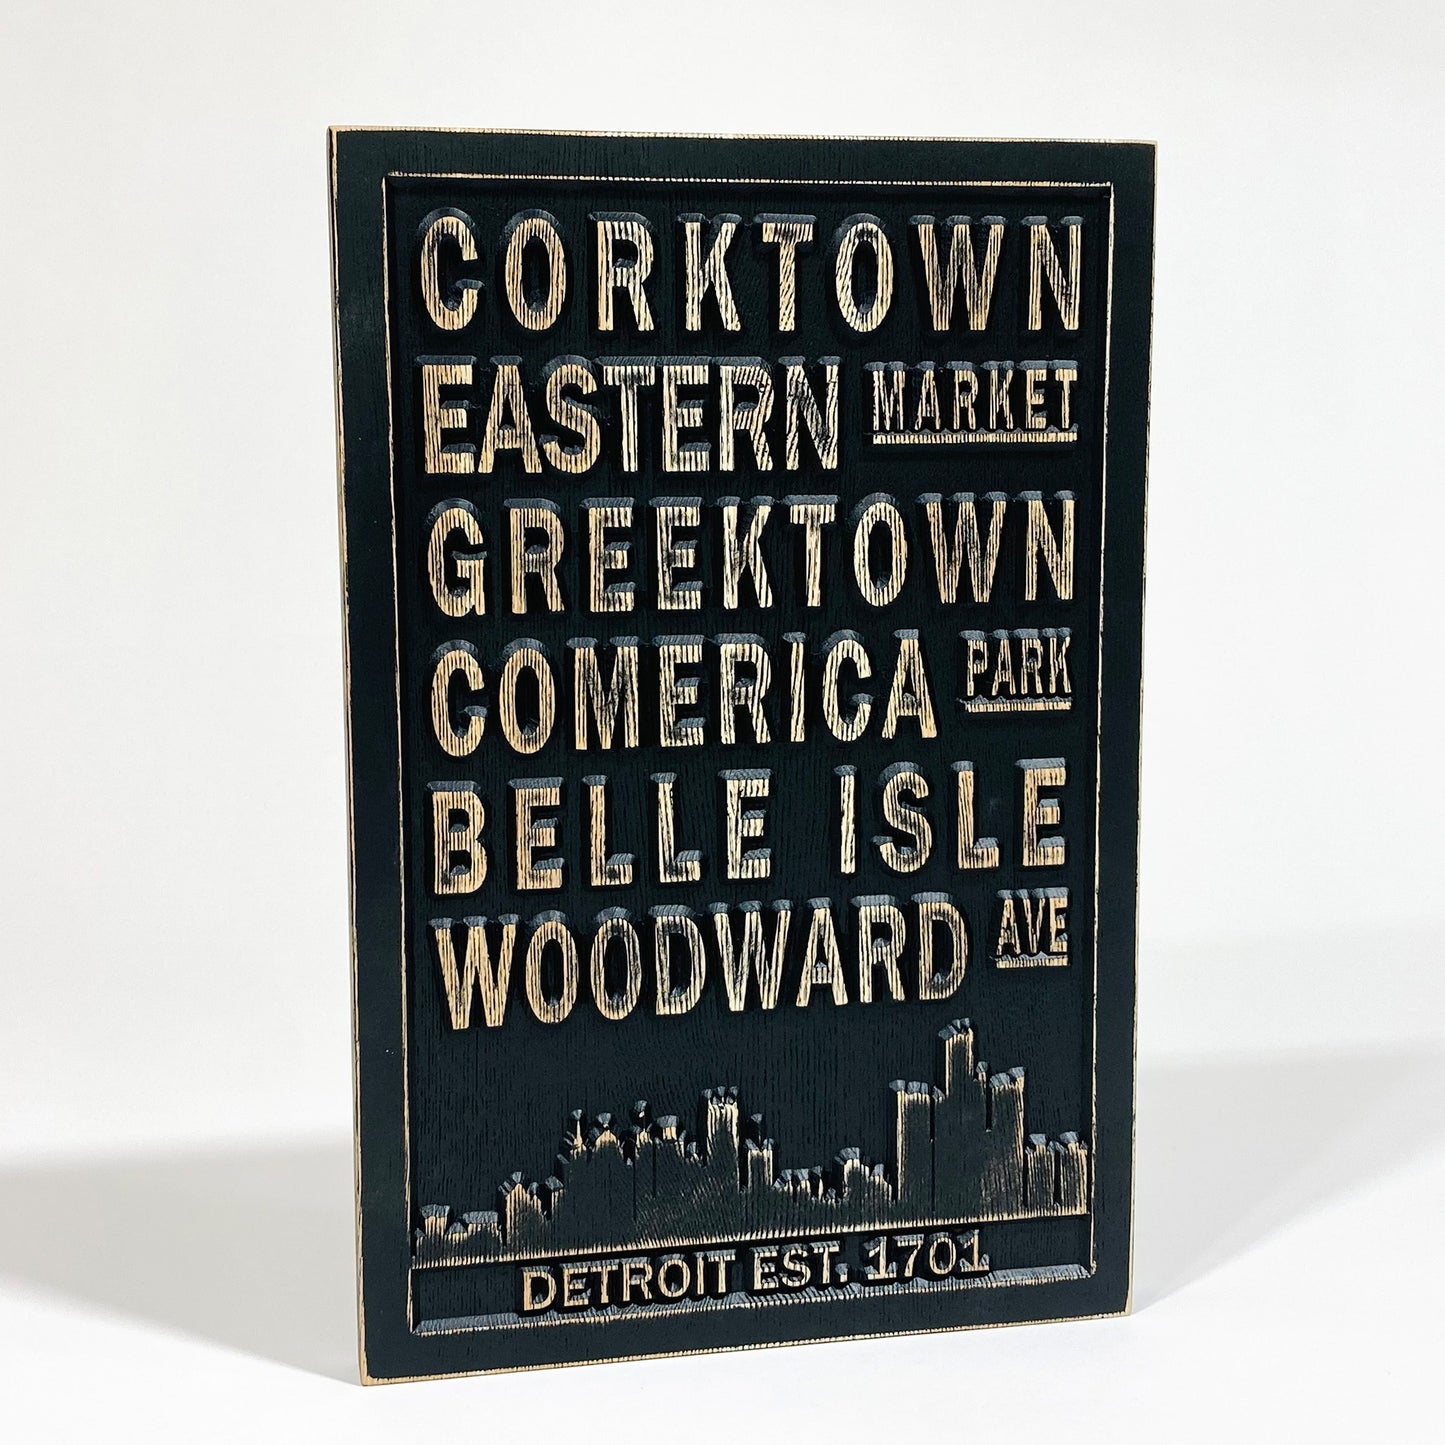 CORKTOWN
EASTERN MARKET
GREEKTOWN
COMERICA PARK
BELLE ISLE
WOODWARD AVE
DETROIT EST. 1701